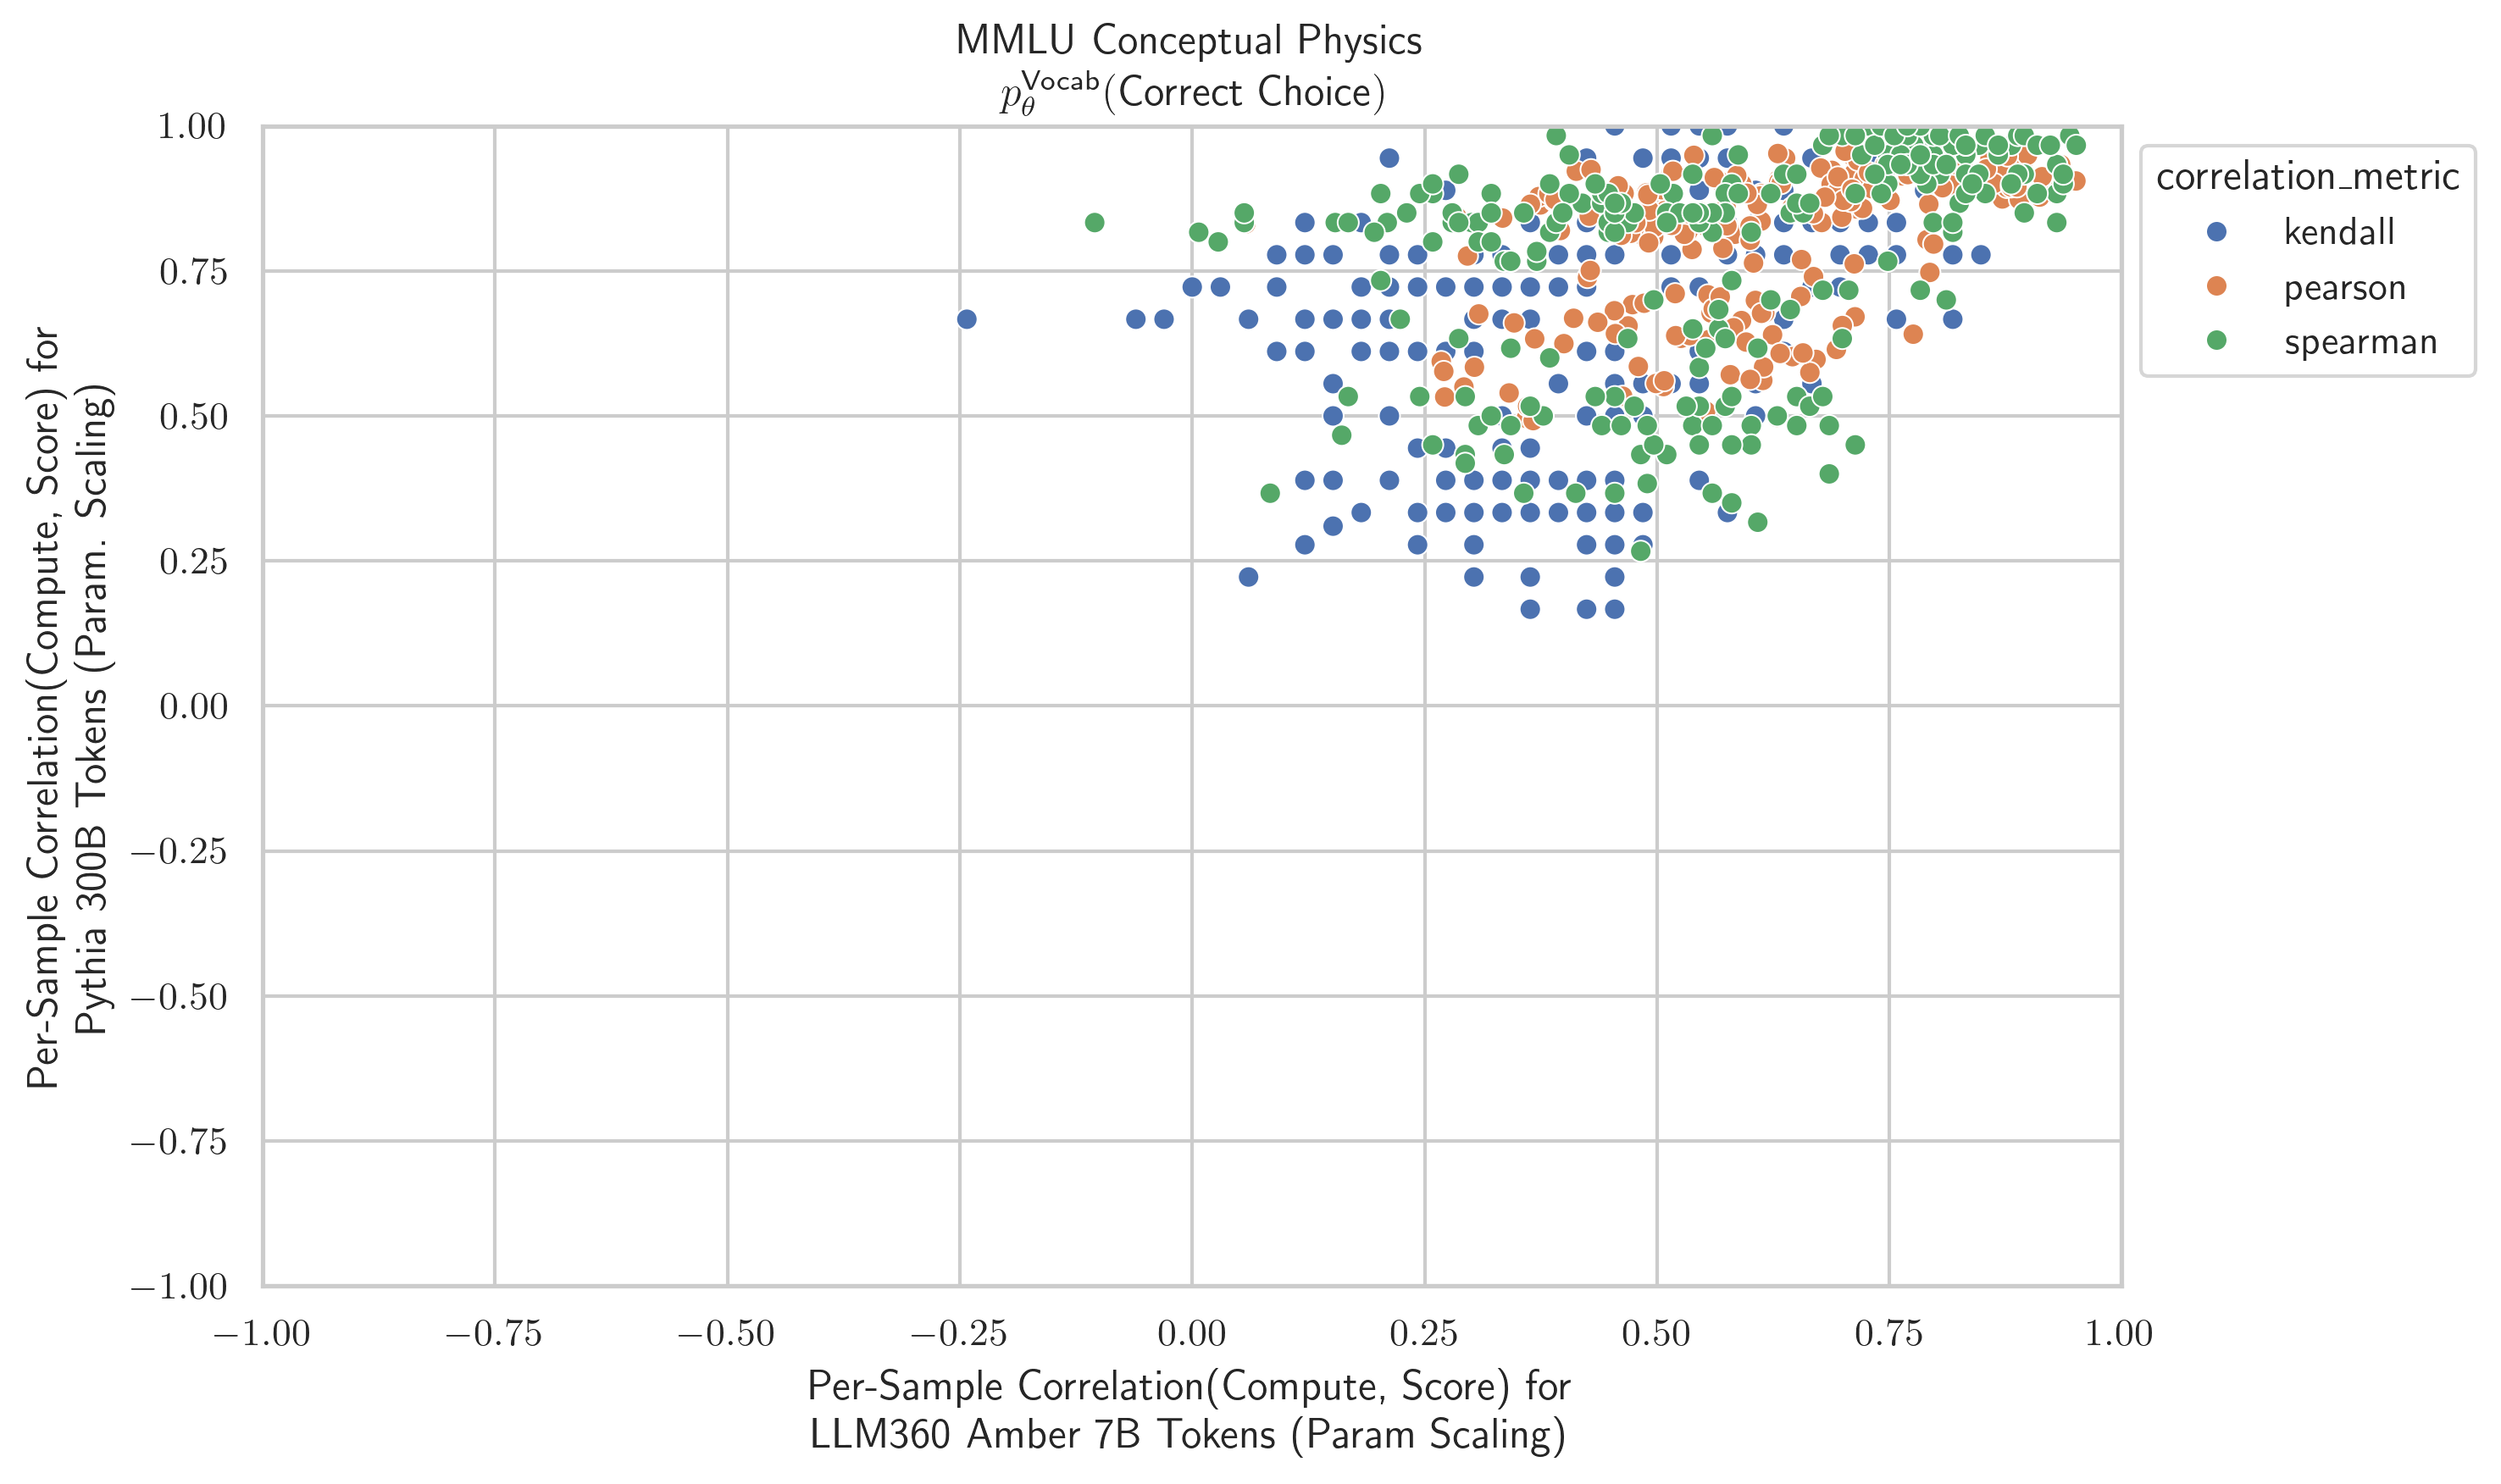 MMLU Conceptual Physics
p_θ^Vocab(Correct Choice)
1.00
0.75
0.50
0.25
0.00
−0.25
−0.50
−0.75
−1.00
Per-Sample Correlation(Compute, Score) for
Pythia 300B Tokens (Param. Scaling)
−1.00
−0.75
−0.50
−0.25
0.00
0.25
0.50
0.75
1.00
Per-Sample Correlation(Compute, Score) for
LLM360 Amber 7B Tokens (Param Scaling)
correlation_metric
kendall
pearson
spearman